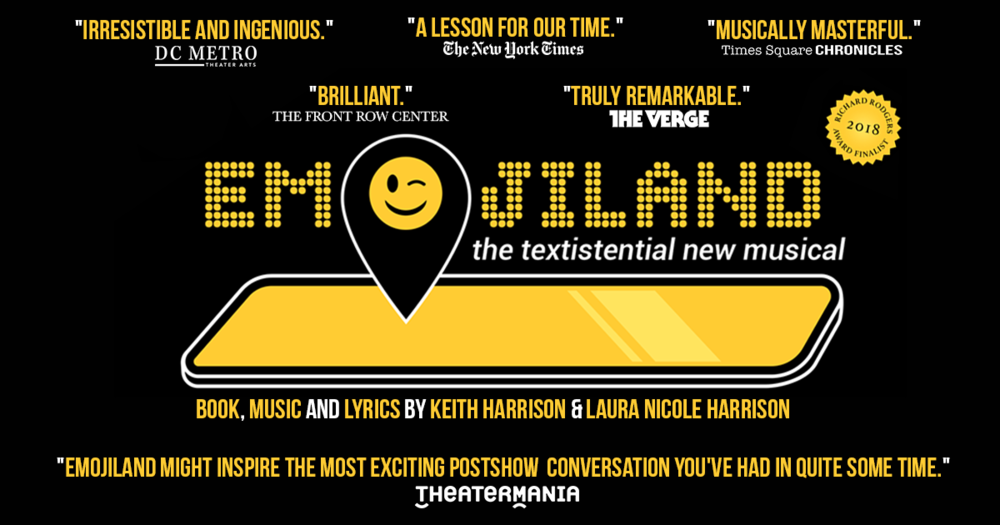 "IRRESISTIBLE AND INGENIOUS."
DC METRO
THEATER ARTS
"A LESSON FOR OUR TIME."
The New York Times
"MUSICALLY MASTERFUL."
Times Square CHRONICLES
"BRILLIANT."
THE FRONT ROW CENTER
"TRULY REMARKABLE."
THE VERGE
RICHARD RODGERS
2018
AWARD FINALIST
EM JILAND
the textistential new musical
BOOK, MUSIC AND LYRICS BY KEITH HARRISON & LAURA NICOLE HARRISON
"EMOJILAND MIGHT INSPIRE THE MOST EXCITING POSTSHOW CONVERSATION YOU'VE HAD IN QUITE SOME TIME."
THEATERMANIA